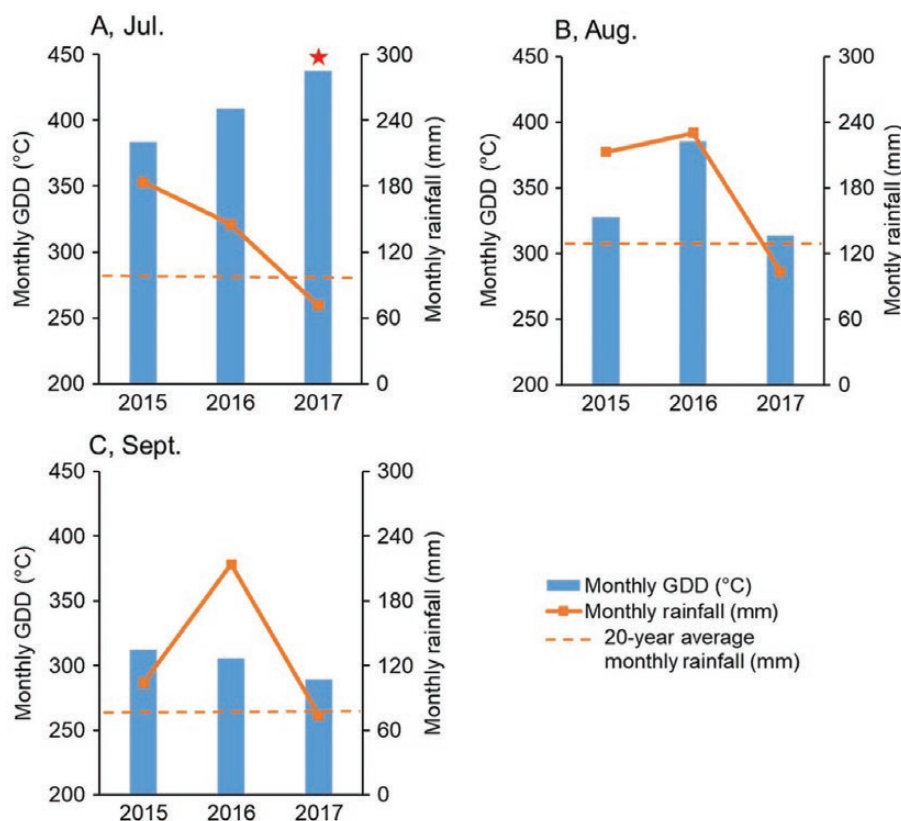 A, Jul.
450
400
350
300
250
200
Monthly GDD (°C)
300
240
180
120
60
0
Monthly rainfall (mm)
2015 2016 2017
B, Aug.
450
400
350
300
250
200
Monthly GDD (°C)
300
240
180
120
60
0
Montly rainfall (mm)
2015 2016 2017
C, Sept.
450
400
350
300
250
200
Monthly GDD (°C)
300
240
180
120
60
0
Monthly rainfall (mm)
2015 2016 2017
Monthly GDD (°C)
Monthly rainfall (mm)
20-year average
monthly rainfall (mm)